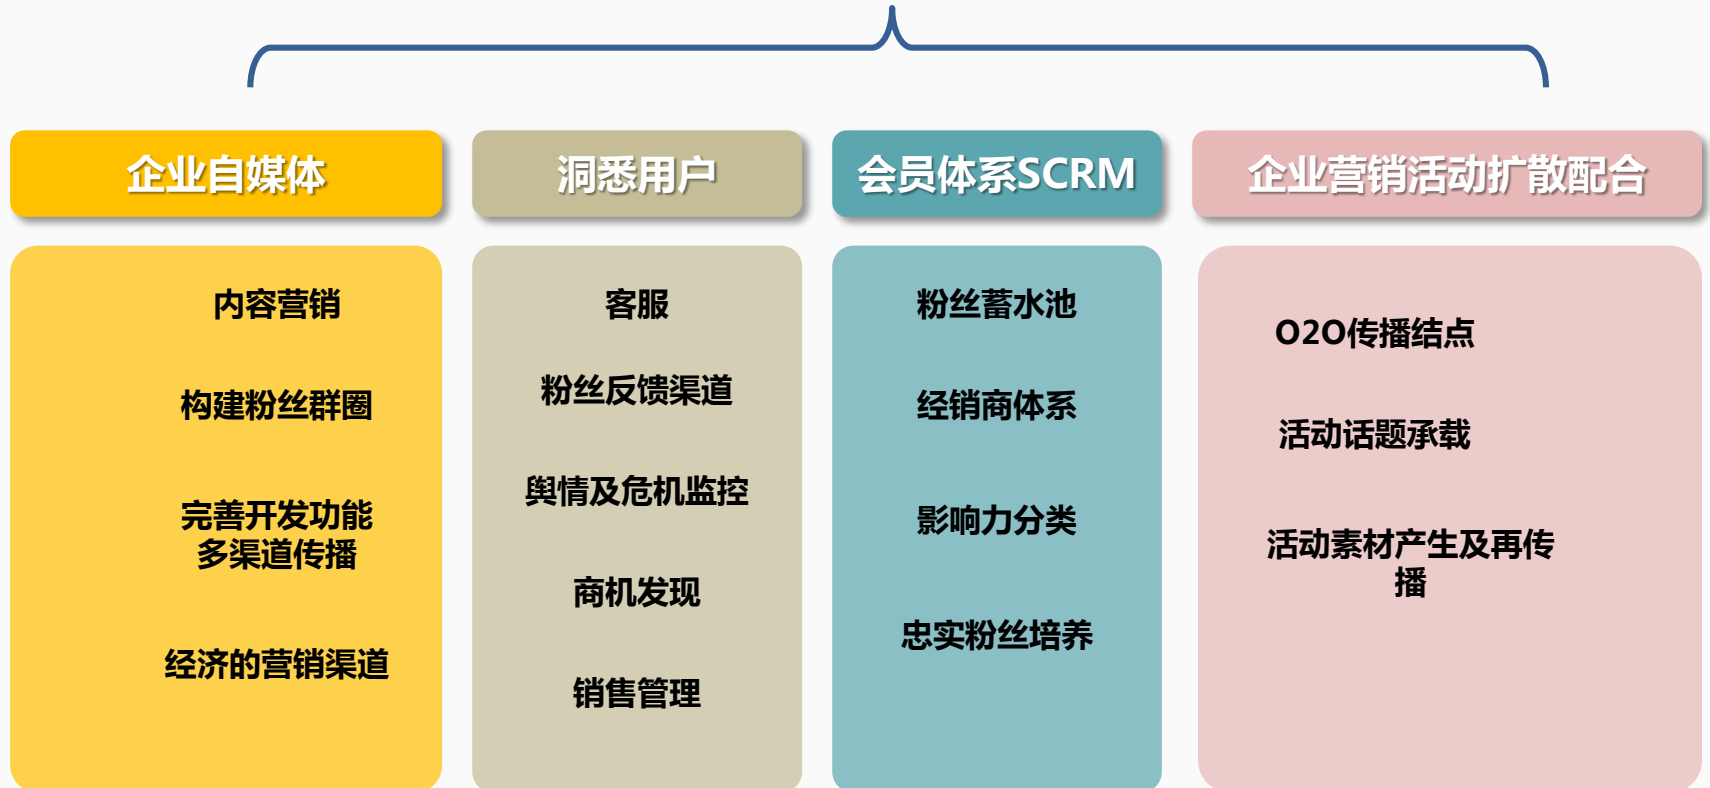 企业自媒体
洞悉用户
会员体系SCRM
企业营销活动扩散配合
内容营销
构建粉丝群圈
完善开发功能
多渠道传播
经济的营销渠道
客服
粉丝反馈渠道
舆情及危机监控
商机发现
销售管理
粉丝蓄水池
经销商体系
影响力分类
忠实粉丝培养
O2O传播结点
活动话题承载
活动素材产生及再传
播